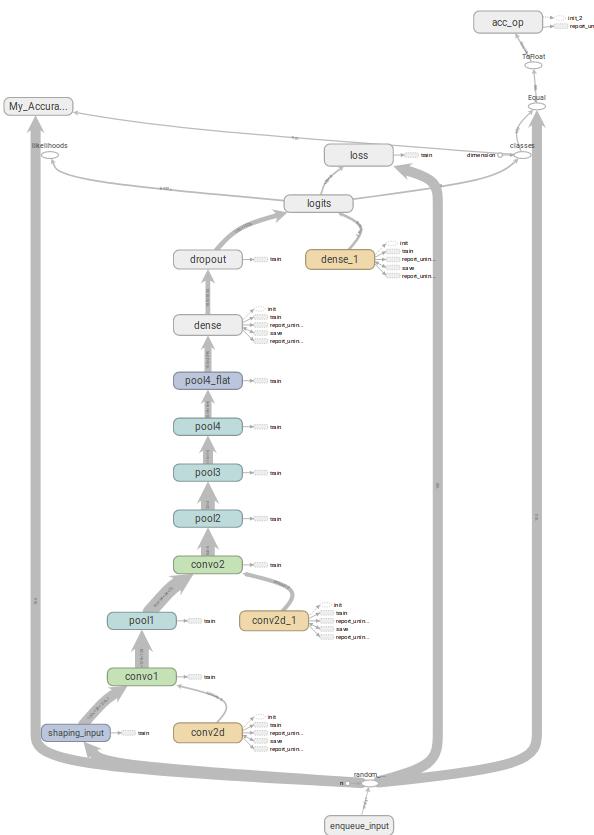 acc_op
init_2
report_un
ToFloat
Equal
My_Accura...
likelihoods
loss
train
dimension
classes
logits
dropout
train
dense_1
init
train
report_unin...
save
report_unin...
dense
init
train
report_unin...
save
report_unin...
pool4_flat
train
pool4
train
pool3
train
pool2
train
convo2
train
pool1
train
conv2d_1
init
train
report_unin...
save
report_unin...
convo1
train
shaping_input
train
conv2d
init
train
report_unin...
save
report_unin...
random_...
n
enqueue_input